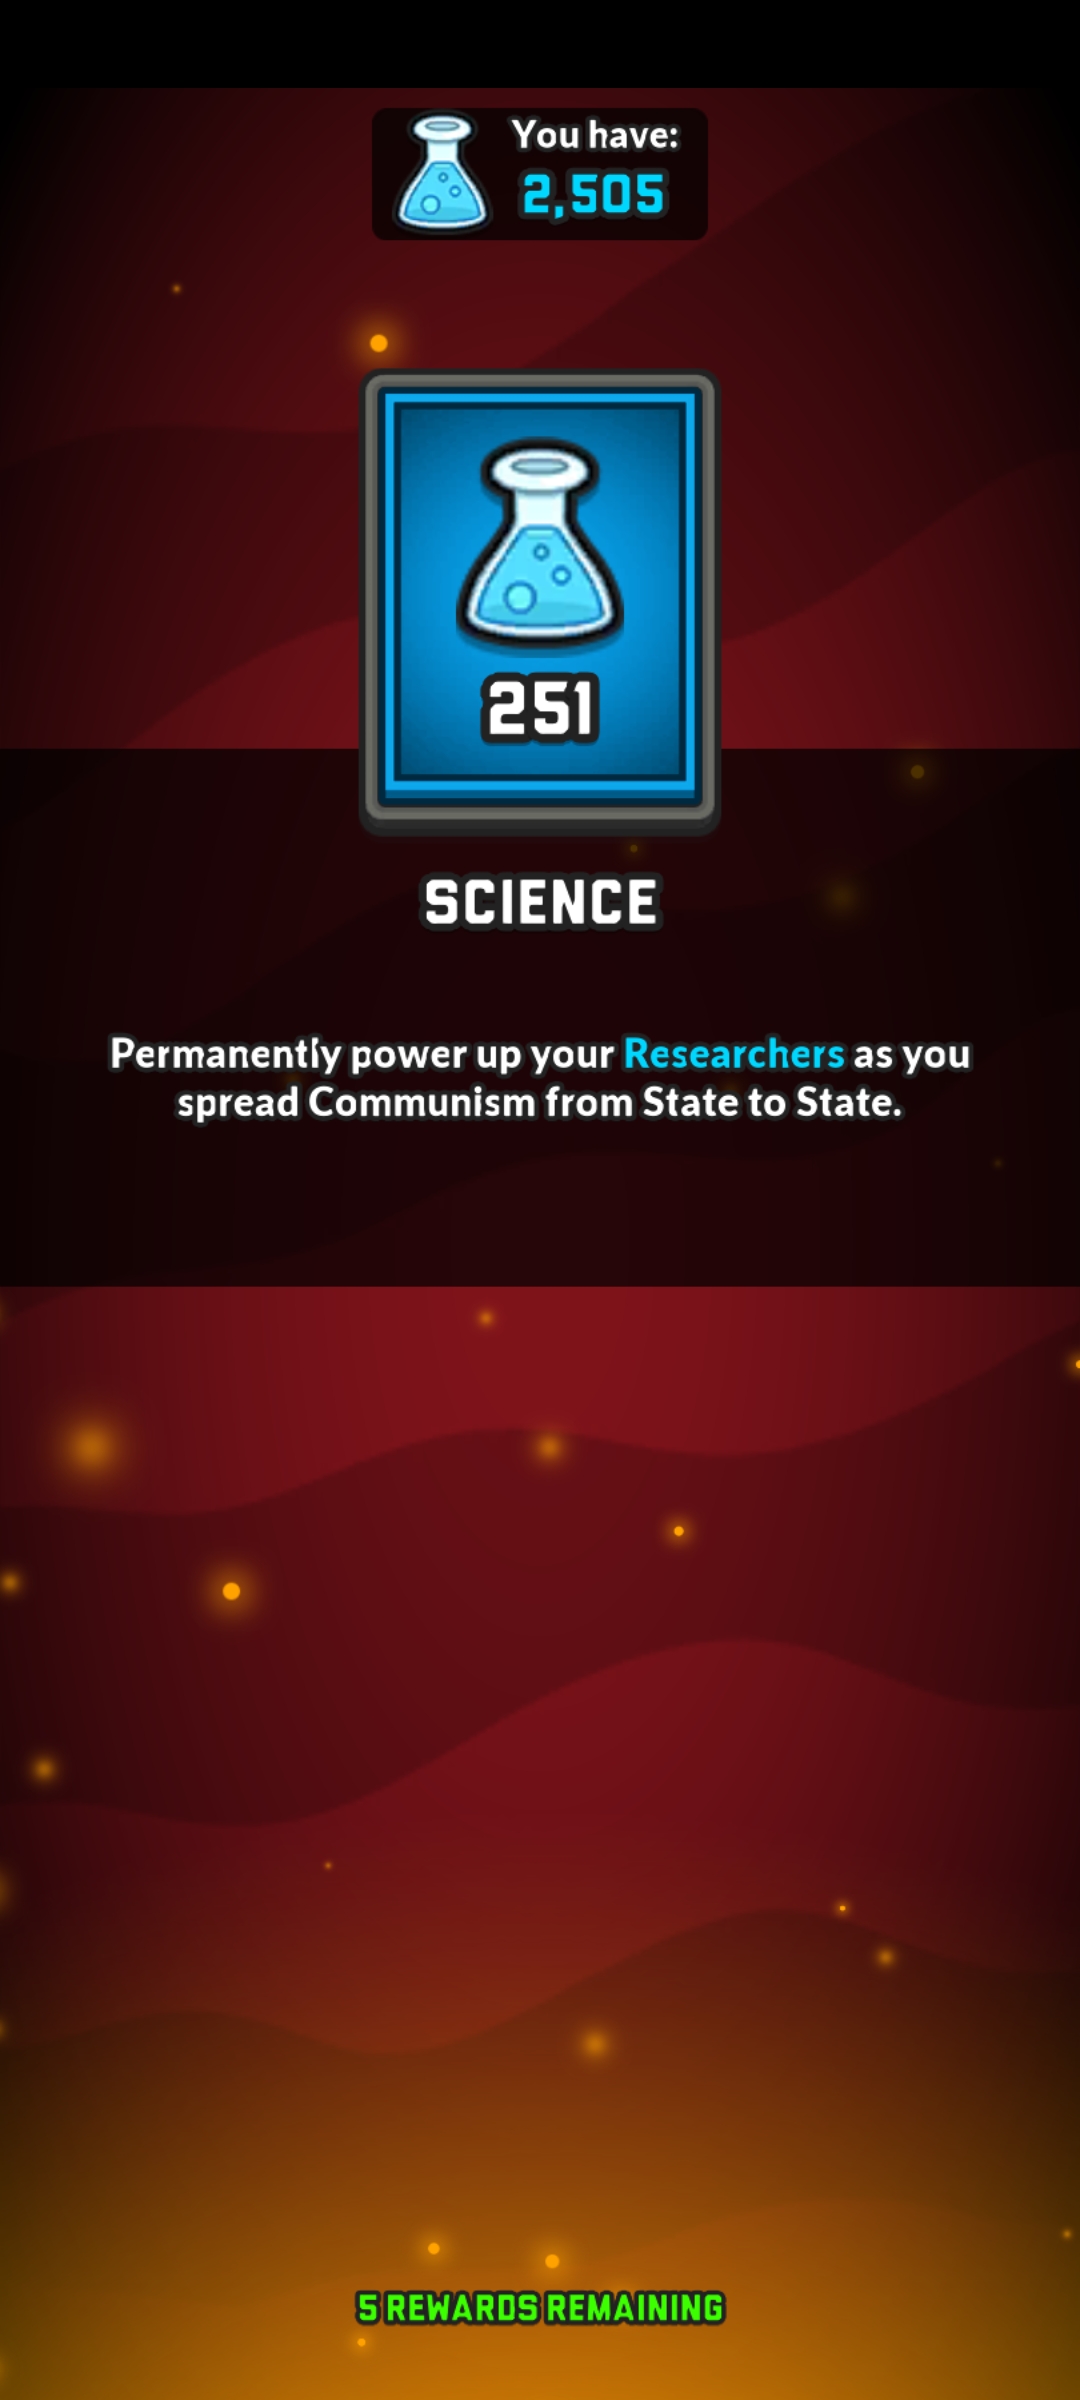 You have:
2,505
251
SCIENCE
Permanently power up your Researchers as you
spread Communism from State to State.
5 REWARDS REMAINING